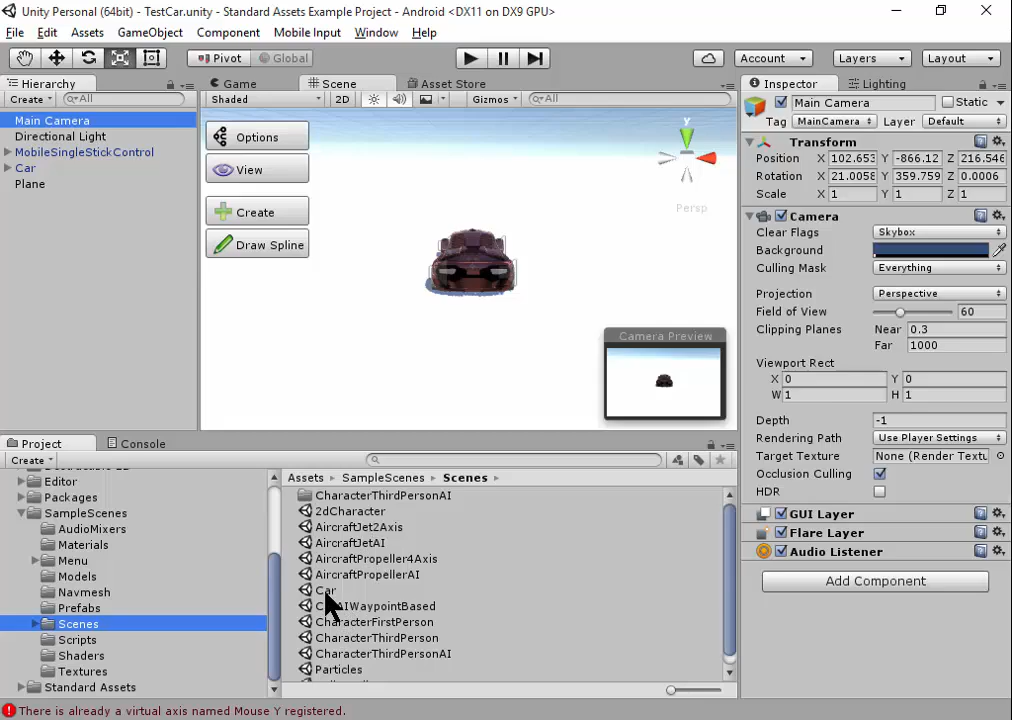 Unity Personal (64bit) - TestCar.unity - Standard Assets Example Project - Android <DX11 on DX9 GPU>
File Edit Assets GameObject Component Mobile Input Window Help
Pivot Global Account Layers Layout
Hierarchy Game Scene Asset Store Inspector Lighting
Create All Shaded 2D Gizmos All
Main Camera Static
Tag MainCamera Layer Default
Main Camera
Directional Light
MobileSingleStickControl
Car
Plane
Options
View
Create
Draw Spline
y
Persp
Camera Preview
Transform
Position X 102.653 Y -866.12 Z 216.546
Rotation X 21.0058 Y 359.759 Z 0.0006
Scale X 1 Y 1 Z 1
Camera
Clear Flags Skybox
Background
Culling Mask Everything
Projection Perspective
Field of View 60
Clipping Planes Near 0.3
Far 1000
Viewport Rect
X 0 Y 0
W 1 H 1
Depth -1
Rendering Path Use Player Settings
Target Texture None (Render Textu
Occlusion Culling
HDR
GUI Layer
Flare Layer
Audio Listener
Add Component
Project Console
Create
Editor
Packages
SampleScenes
AudioMixers
Materials
Menu
Models
Navmesh
Prefabs
Scenes
Scripts
Shaders
Textures
Standard Assets
Assets SampleScenes Scenes
CharacterThirdPersonAI
2dCharacter
AircraftJet2Axis
AircraftJetAI
AircraftPropeller4Axis
AircraftPropellerAI
Car
AIWaypointBased
CharacterFirstPerson
CharacterThirdPerson
CharacterThirdPersonAI
Particles
There is already a virtual axis named Mouse Y registered.